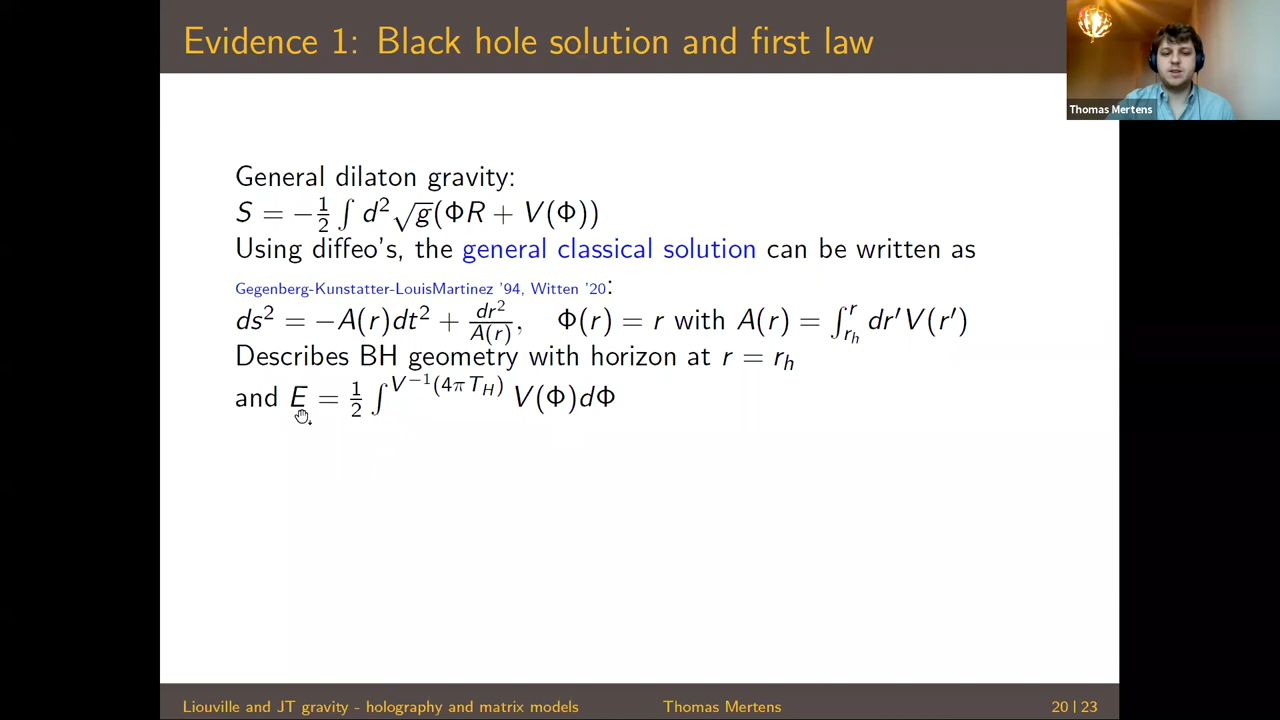 Evidence 1: Black hole solution and first law
Thomas Mertens
General dilaton gravity:
S = −½ ∫ d²√g(ΦR + V(Φ))
Using diffeo's, the general classical solution can be written as
Gegenberg-Kunstatter-LouisMartinez '94, Witten '20:
ds² = −A(r)dt² + dr²/A(r), Φ(r) = r with A(r) = ∫_{r_h}^{r} dr′V(r′)
Describes BH geometry with horizon at r = r_h
and E = ½ ∫^{V⁻¹(4πT_H)} V(Φ)dΦ
Liouville and JT gravity - holography and matrix models Thomas Mertens 20 | 23